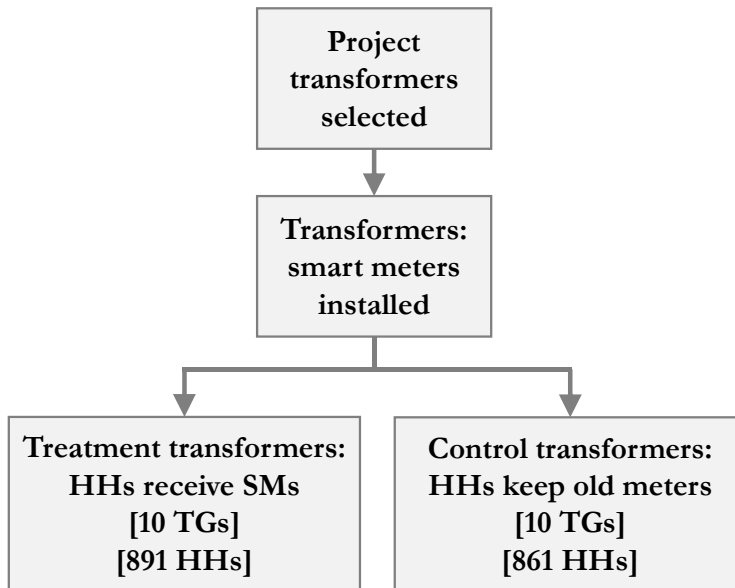 Project
transformers
selected
Transformers:
smart meters
installed
Treatment transformers:
HHs receive SMs
[10 TGs]
[891 HHs]
Control transformers:
HHs keep old meters
[10 TGs]
[861 HHs]